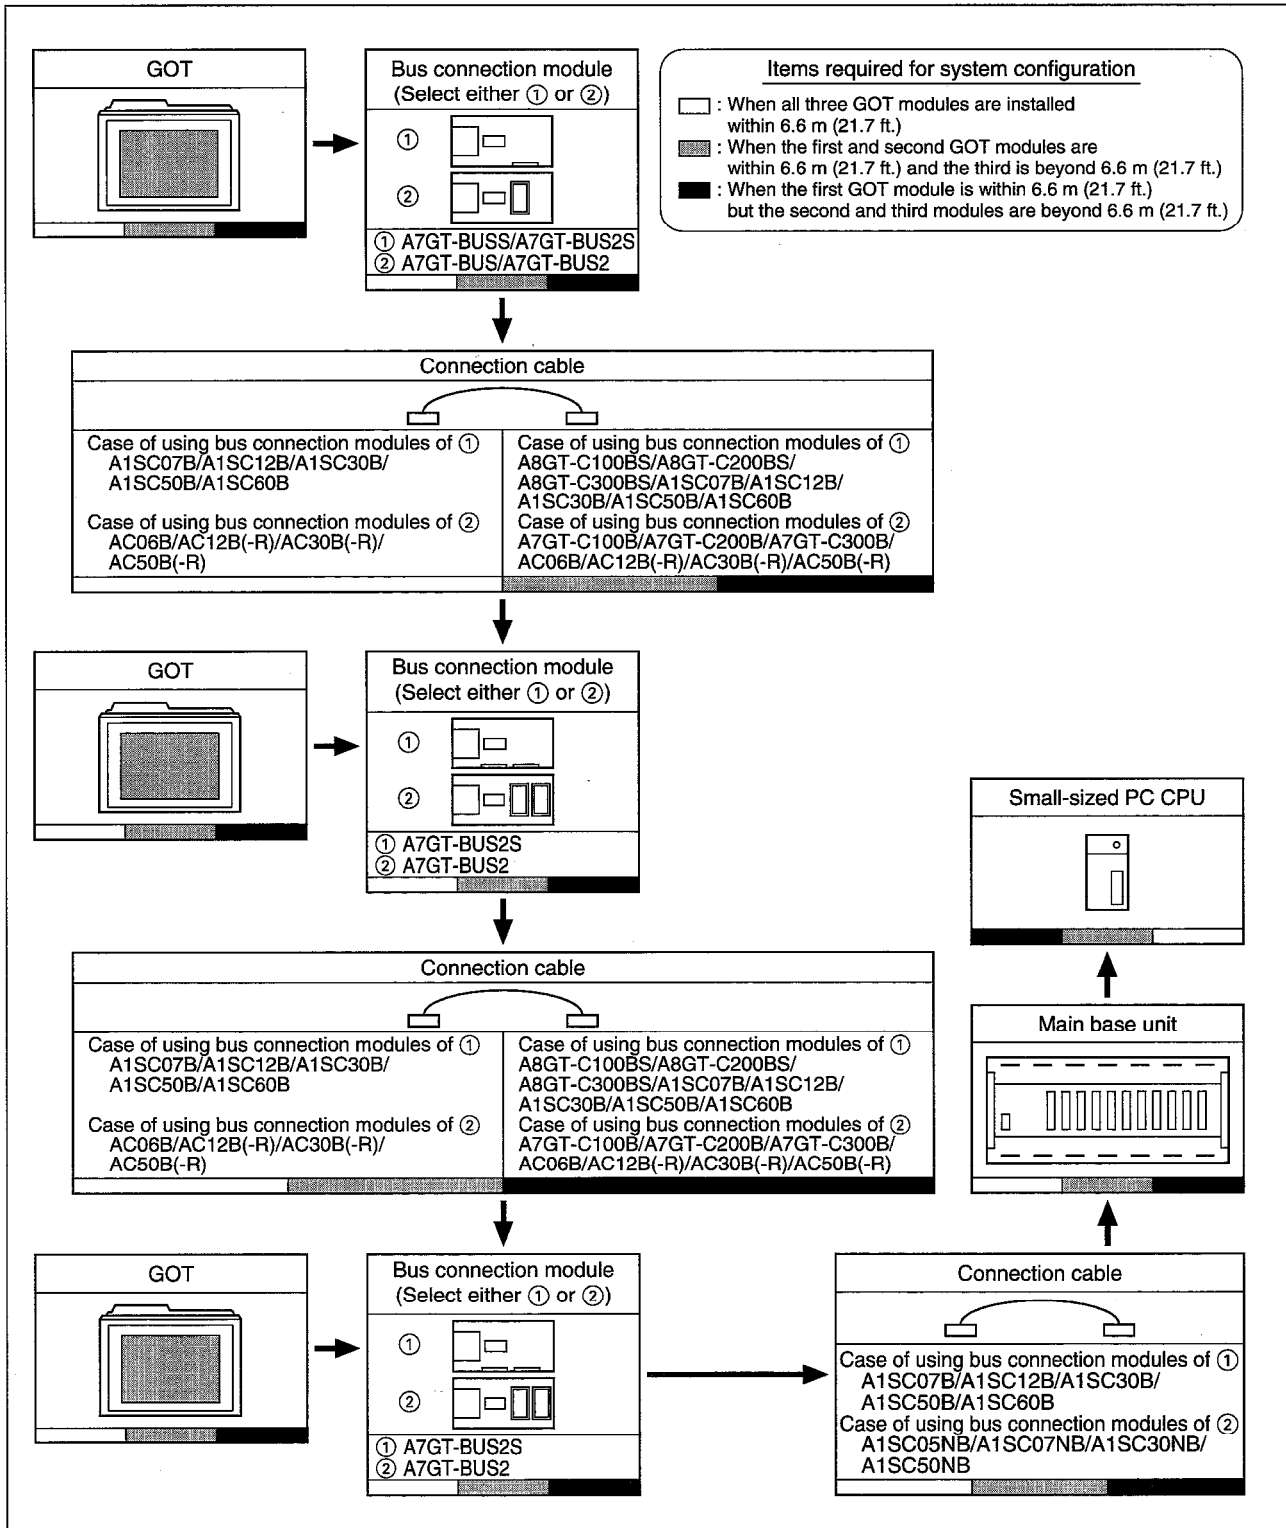 GOT
Bus connection module
(Select either ① or ②)
①
②
① A7GT-BUSS/A7GT-BUS2S
② A7GT-BUS/A7GT-BUS2
Items required for system configuration
: When all three GOT modules are installed
within 6.6 m (21.7 ft.)
: When the first and second GOT modules are
within 6.6 m (21.7 ft.) and the third is beyond 6.6 m (21.7 ft.)
: When the first GOT module is within 6.6 m (21.7 ft.)
but the second and third modules are beyond 6.6 m (21.7 ft.)
Connection cable
Case of using bus connection modules of ①
A1SC07B/A1SC12B/A1SC30B/
A1SC50B/A1SC60B
Case of using bus connection modules of ②
AC06B/AC12B(-R)/AC30B(-R)/
AC50B(-R)
Case of using bus connection modules of ①
A8GT-C100BS/A8GT-C200BS/
A8GT-C300BS/A1SC07B/A1SC12B/
A1SC30B/A1SC50B/A1SC60B
Case of using bus connection modules of ②
A7GT-C100B/A7GT-C200B/A7GT-C300B/
AC06B/AC12B(-R)/AC30B(-R)/AC50B(-R)
GOT
Bus connection module
(Select either ① or ②)
①
②
① A7GT-BUS2S
② A7GT-BUS2
Connection cable
Case of using bus connection modules of ①
A1SC07B/A1SC12B/A1SC30B/
A1SC50B/A1SC60B
Case of using bus connection modules of ②
AC06B/AC12B(-R)/AC30B(-R)/
AC50B(-R)
Case of using bus connection modules of ①
A8GT-C100BS/A8GT-C200BS/
A8GT-C300BS/A1SC07B/A1SC12B/
A1SC30B/A1SC50B/A1SC60B
Case of using bus connection modules of ②
A7GT-C100B/A7GT-C200B/A7GT-C300B/
AC06B/AC12B(-R)/AC30B(-R)/AC50B(-R)
GOT
Bus connection module
(Select either ① or ②)
①
②
① A7GT-BUS2S
② A7GT-BUS2
Connection cable
Case of using bus connection modules of ①
A1SC07B/A1SC12B/A1SC30B/
A1SC50B/A1SC60B
Case of using bus connection modules of ②
A1SC05NB/A1SC07NB/A1SC30NB/
A1SC50NB
Main base unit
Small-sized PC CPU